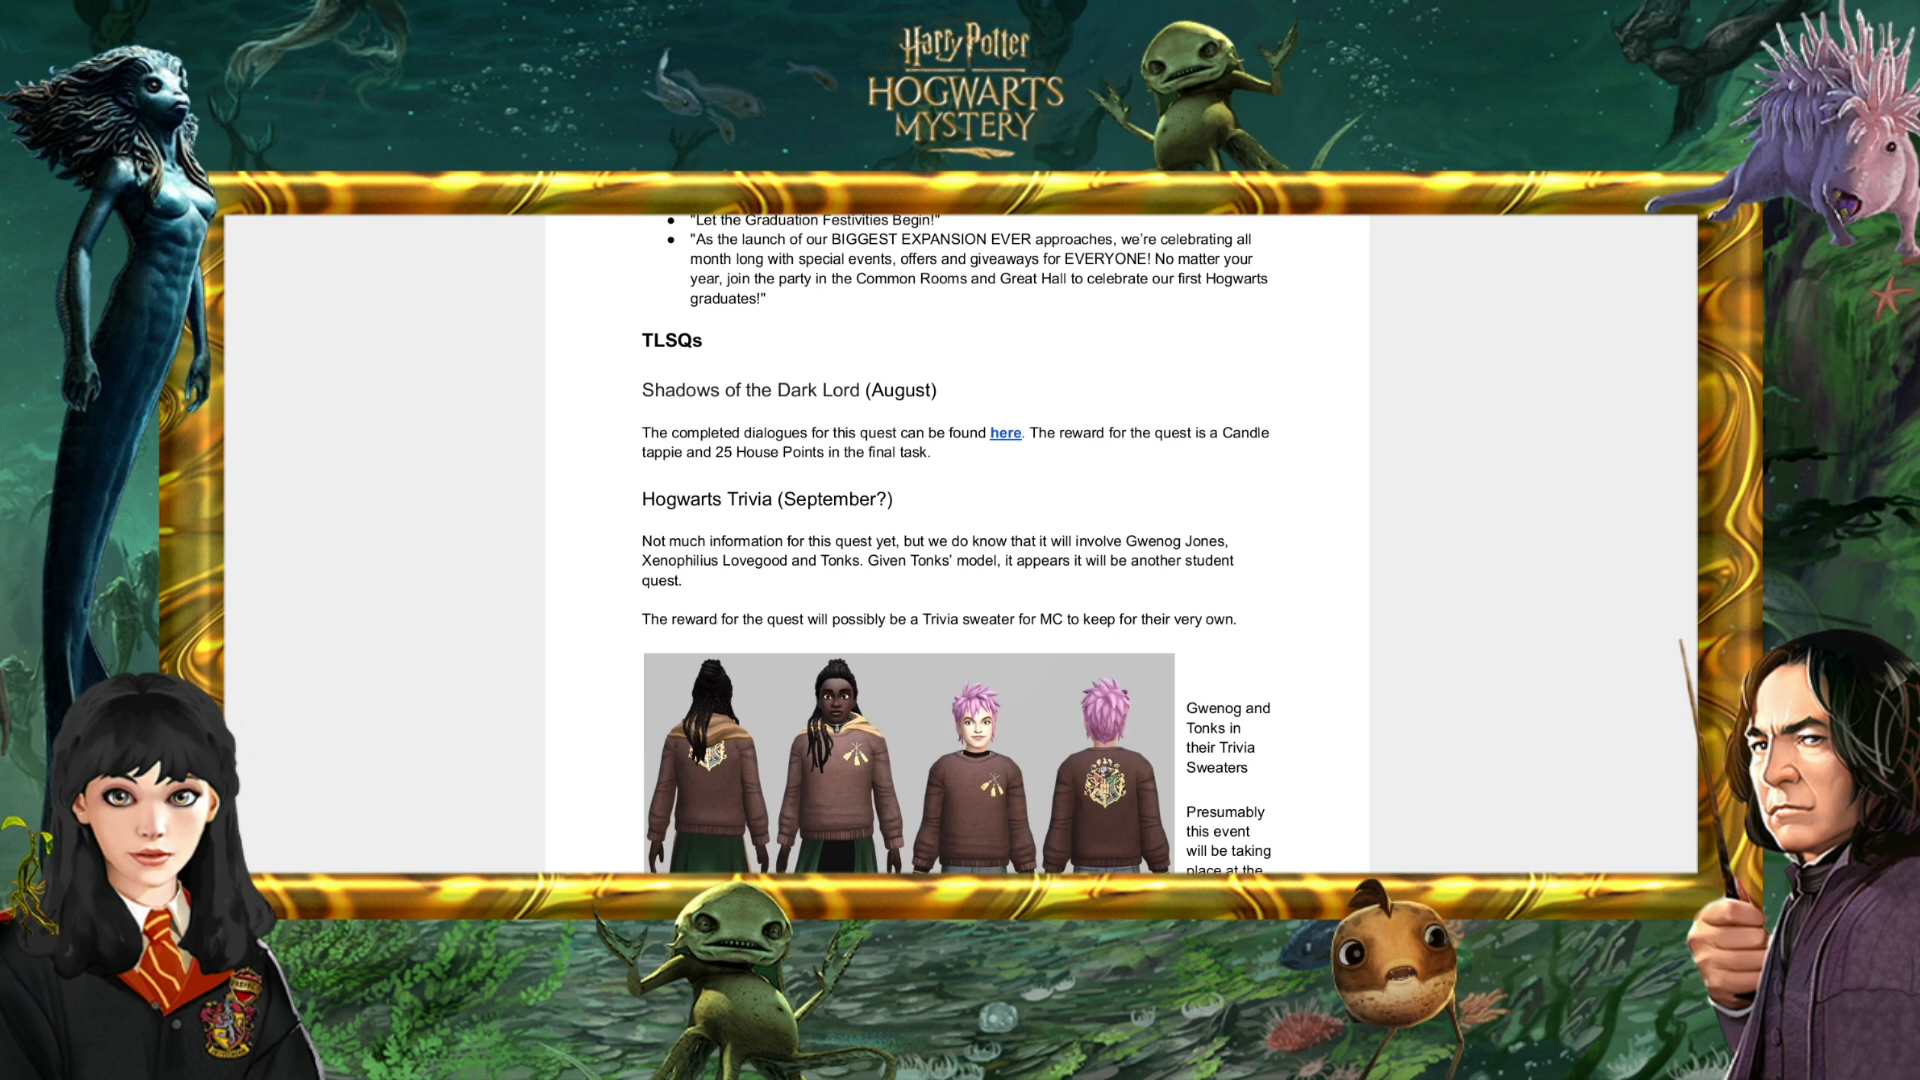 Harry Potter
HOGWARTS
MYSTERY
● "Let the Graduation Festivities Begin!"
● "As the launch of our BIGGEST EXPANSION EVER approaches, we're celebrating all
month long with special events, offers and giveaways for EVERYONE! No matter your
year, join the party in the Common Rooms and Great Hall to celebrate our first Hogwarts
graduates!"
TLSQs
Shadows of the Dark Lord (August)
The completed dialogues for this quest can be found here. The reward for the quest is a Candle
tappie and 25 House Points in the final task.
Hogwarts Trivia (September?)
Not much information for this quest yet, but we do know that it will involve Gwenog Jones,
Xenophilius Lovegood and Tonks. Given Tonks' model, it appears it will be another student
quest.
The reward for the quest will possibly be a Trivia sweater for MC to keep for their very own.
Gwenog and
Tonks in
their Trivia
Sweaters
Presumably
this event
will be taking
place at the